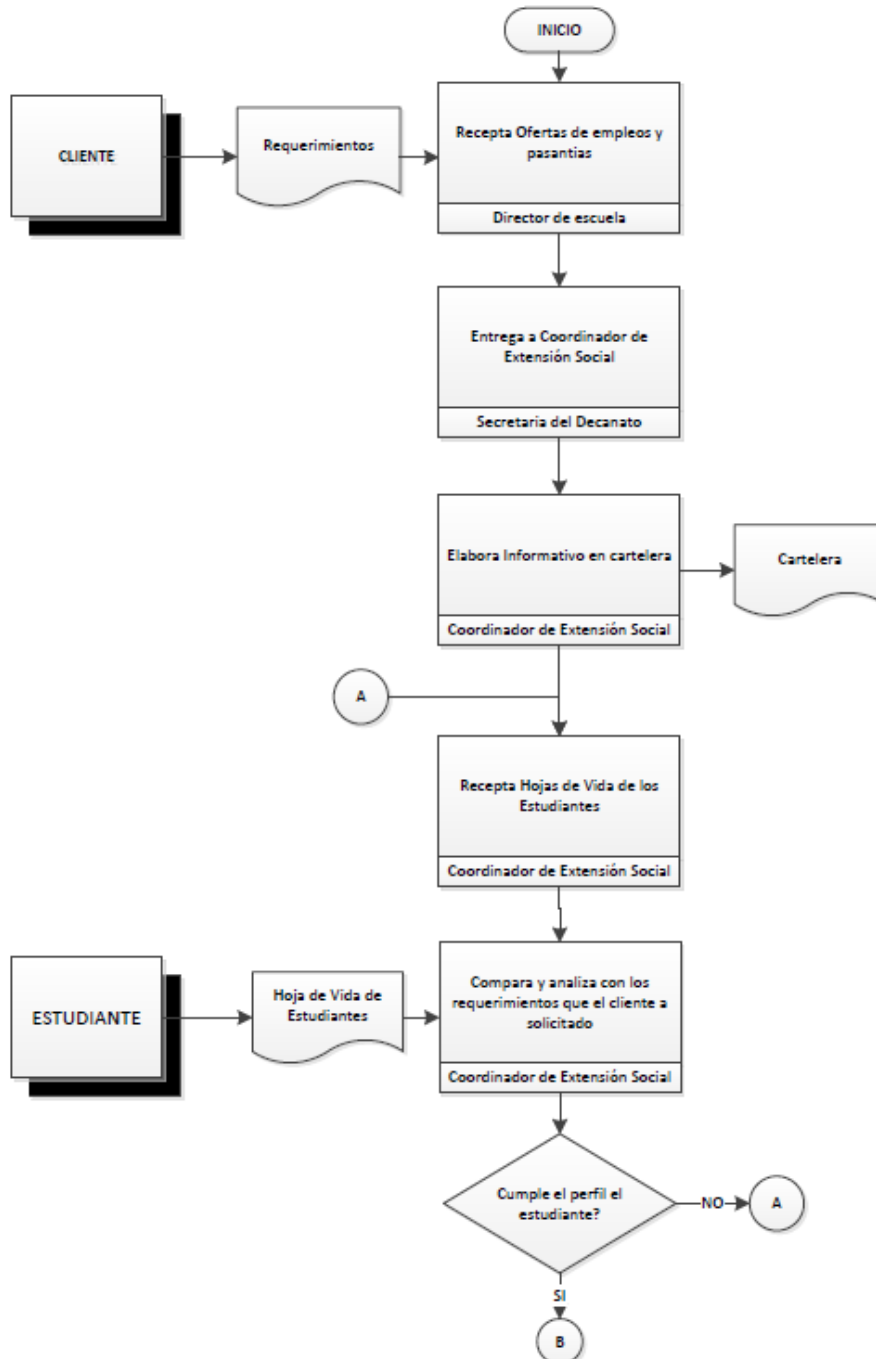 INICIO
CLIENTE
Requerimientos
Recepta Ofertas de empleos y
pasantias
Director de escuela
Entrega a Coordinador de
Extensión Social
Secretaria del Decanato
Elabora Informativo en cartelera
Coordinador de Extensión Social
Cartelera
A
Recepta Hojas de Vida de los
Estudiantes
Coordinador de Extensión Social
ESTUDIANTE
Hoja de Vida de
Estudiantes
Compara y analiza con los
requerimientos que el cliente a
solicitado
Coordinador de Extensión Social
Cumple el perfil el
estudiante?
NO
A
SI
B